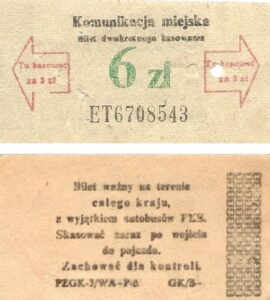 Komunikacja miejska
Bilet dwukrotnego kasowania
Tu kasować za 3 zł
6 zł
Tu kasować za 3 zł
ET6708543
Bilet ważny na terenie
całego kraju,
z wyjątkiem autobusów PKS.
Skasować zaraz po wejściu
do pojazdu.
Zachować dla kontroli.
PZGK-3/WA-P/6 GK/B-